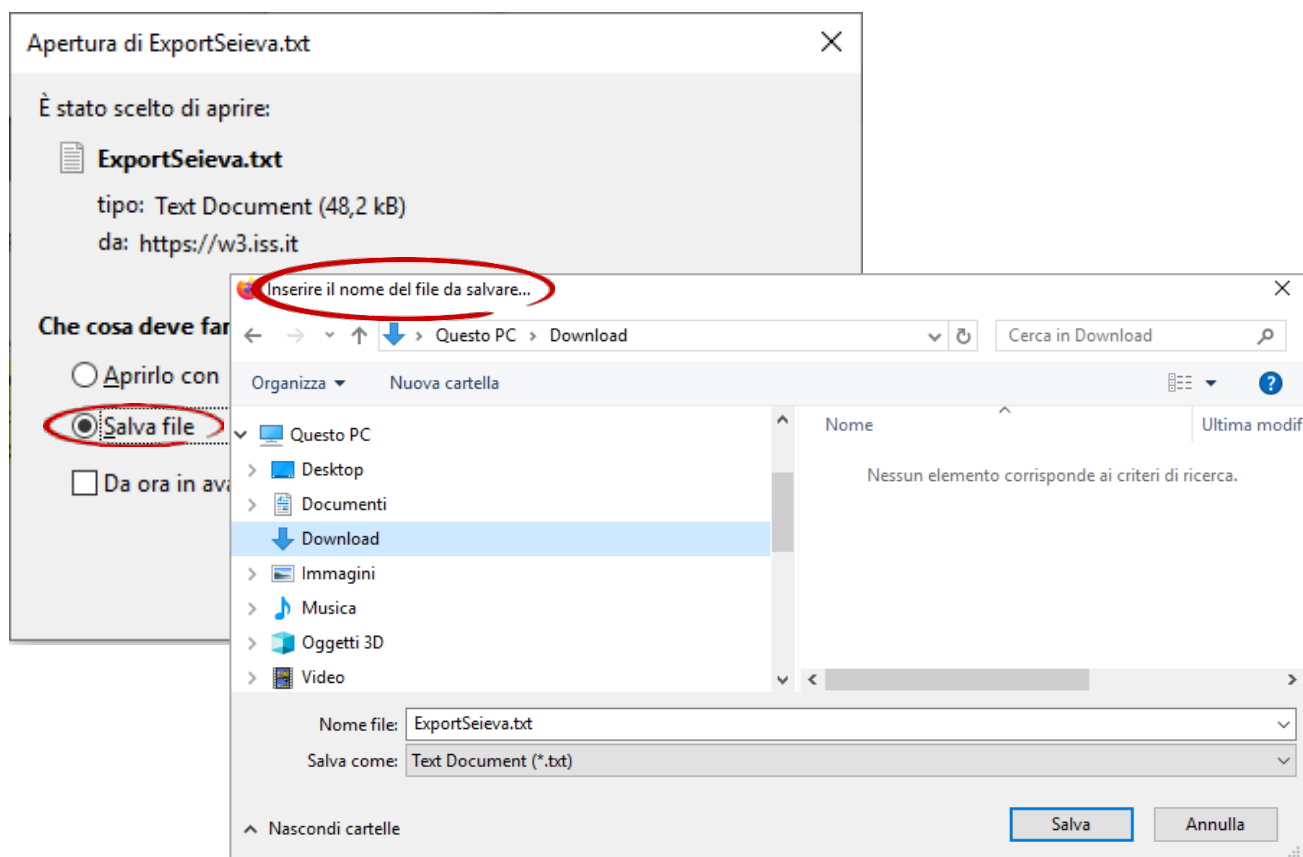 Apertura di ExportSeieva.txt
È stato scelto di aprire:
ExportSeieva.txt
tipo: Text Document (48,2 kB)
da: https://w3.iss.it
Che cosa deve far
Aprirlo con
Salva file
Da ora in ava
Inserire il nome del file da salvare...
Questo PC > Download
Cerca in Download
Organizza
Nuova cartella
Questo PC
Desktop
Documenti
Download
Immagini
Musica
Oggetti 3D
Video
Nome
Ultima modif
Nessun elemento corrisponde ai criteri di ricerca.
Nome file: ExportSeieva.txt
Salva come: Text Document (*.txt)
Nascondi cartelle
Salva
Annulla